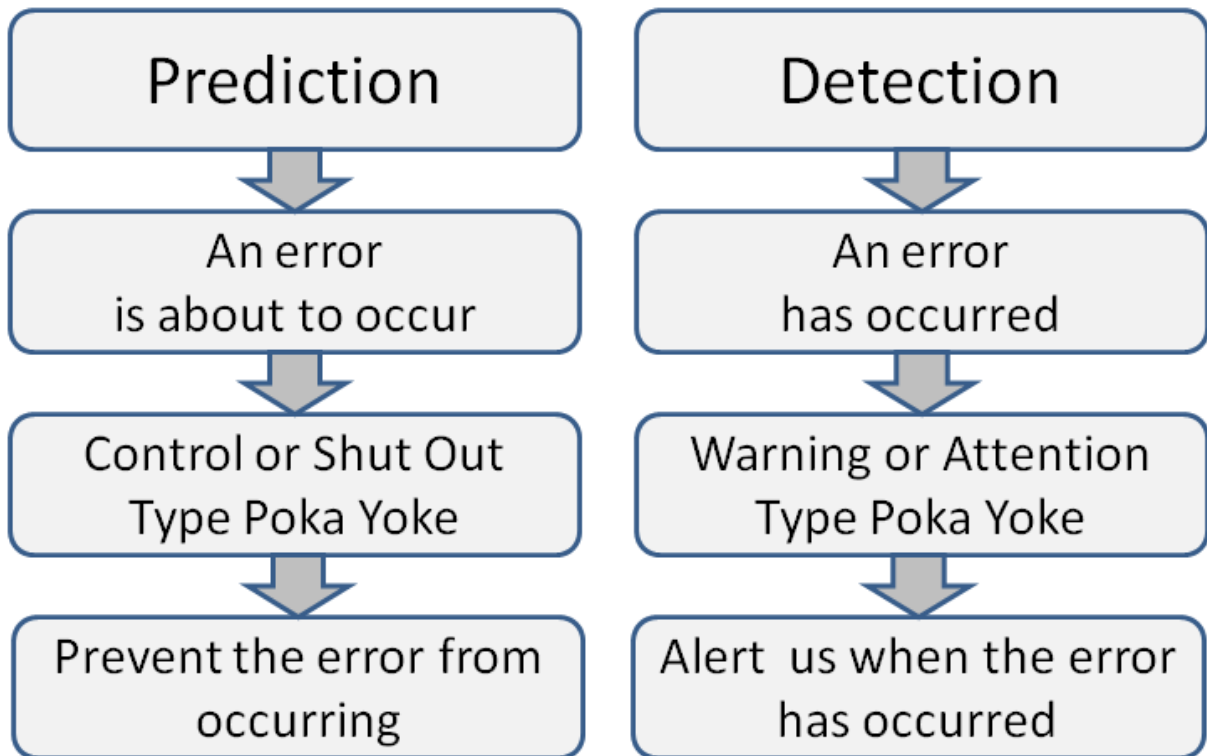 Prediction
An error
is about to occur
Control or Shut Out
Type Poka Yoke
Prevent the error from
occurring
Detection
An error
has occurred
Warning or Attention
Type Poka Yoke
Alert us when the error
has occurred